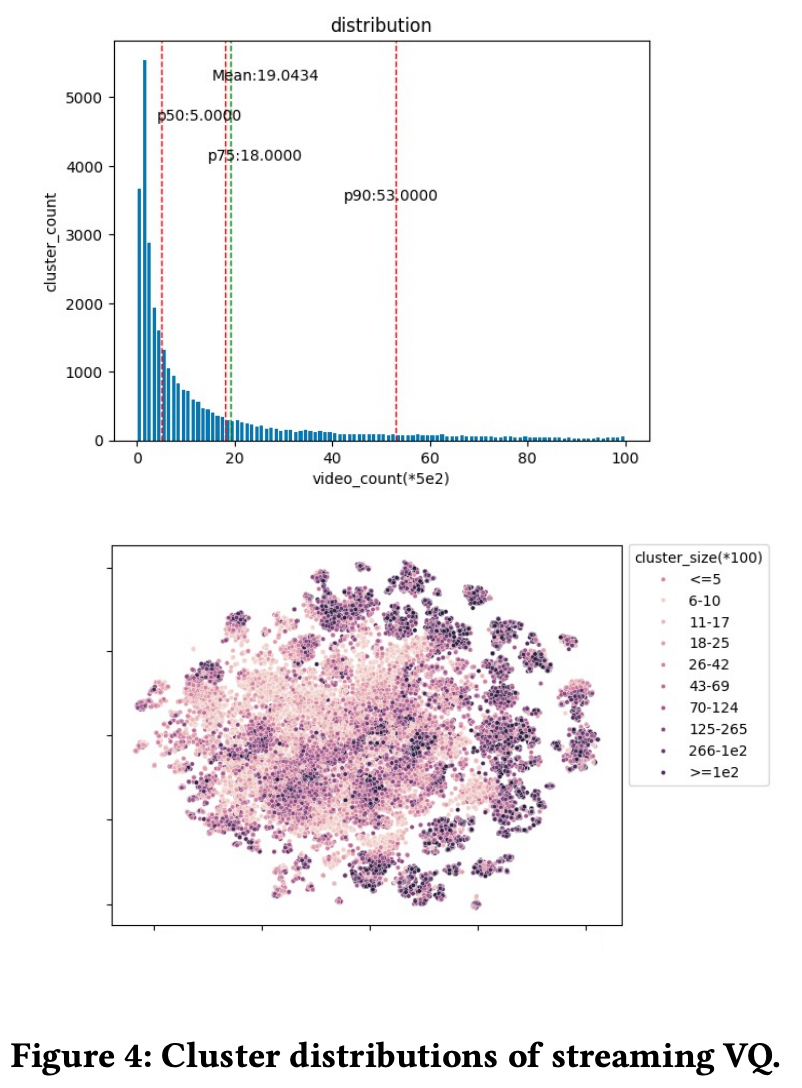 distribution
Mean:19.0434
p50:5.0000
p75:18.0000
p90:53.0000
5000
4000
3000
2000
1000
0
cluster_count
0 20 40 60 80 100
video_count(*5e2)
cluster_size(*100)
<=5
6-10
11-17
18-25
26-42
43-69
70-124
125-265
266-1e2
>=1e2
Figure 4: Cluster distributions of streaming VQ.